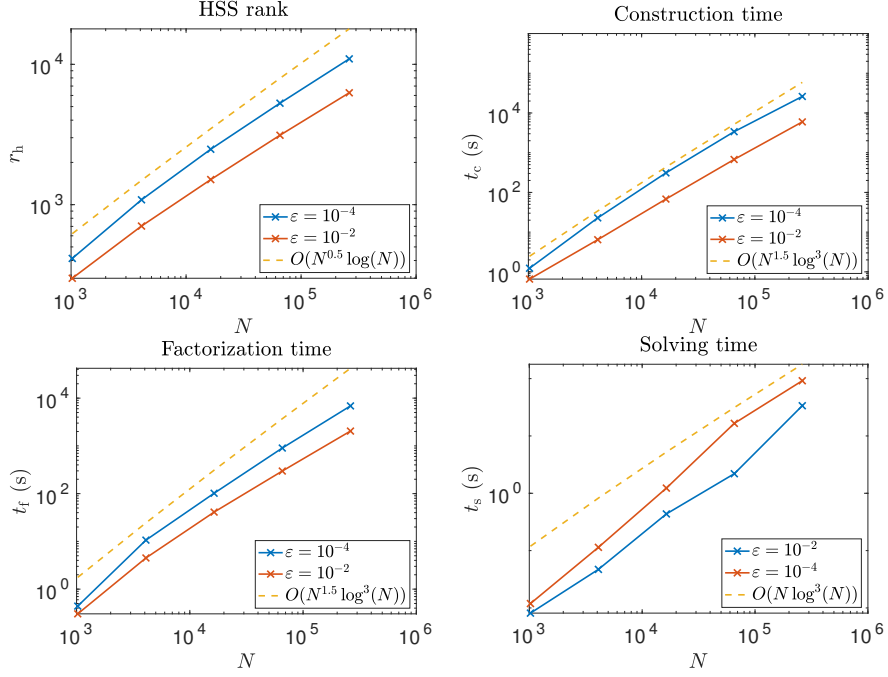 HSS rank
10^4
10^3
r_h
ε = 10^{-4}
ε = 10^{-2}
O(N^{0.5} log(N))
10^3 10^4 10^5 10^6
N
Construction time
10^4
10^2
10^0
t_c (s)
ε = 10^{-4}
ε = 10^{-2}
O(N^{1.5} log^3(N))
10^3 10^4 10^5 10^6
N
Factorization time
10^4
10^2
10^0
t_f (s)
ε = 10^{-4}
ε = 10^{-2}
O(N^{1.5} log^3(N))
10^3 10^4 10^5 10^6
N
Solving time
10^0
t_s (s)
ε = 10^{-2}
ε = 10^{-4}
O(N log^3(N))
10^3 10^4 10^5 10^6
N